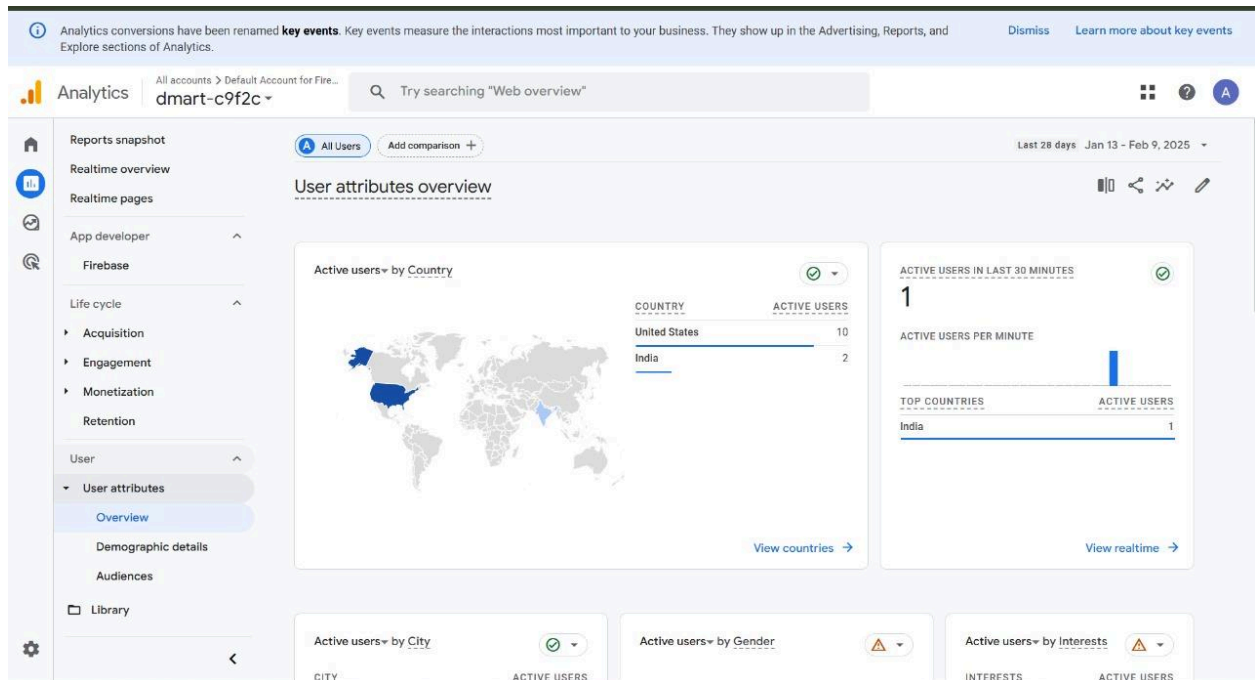 Analytics conversions have been renamed key events. Key events measure the interactions most important to your business. They show up in the Advertising, Reports, and
Explore sections of Analytics.
Dismiss
Learn more about key events
Analytics
All accounts > Default Account for Fire...
dmart-c9f2c
Try searching "Web overview"
A
Reports snapshot
Realtime overview
Realtime pages
App developer
Firebase
Life cycle
Acquisition
Engagement
Monetization
Retention
User
User attributes
Overview
Demographic details
Audiences
Library
A All Users
Add comparison +
Last 28 days Jan 13 - Feb 9, 2025
User attributes overview
Active users by Country
COUNTRY ACTIVE USERS
United States 10
India 2
View countries
ACTIVE USERS IN LAST 30 MINUTES
1
ACTIVE USERS PER MINUTE
TOP COUNTRIES ACTIVE USERS
India 1
View realtime
Active users by City
CITY ACTIVE USERS
Active users by Gender
Active users by Interests
INTERESTS ACTIVE USERS